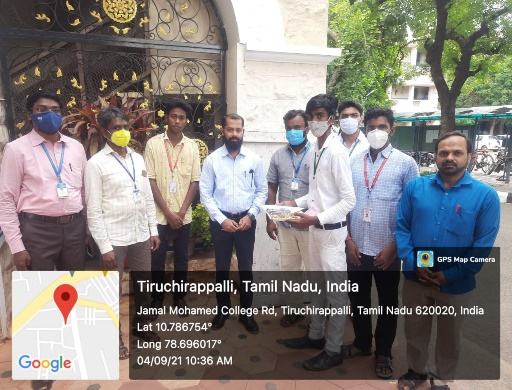 GPS Map Camera
Tiruchirappalli, Tamil Nadu, India
Jamal Mohamed College Rd, Tiruchirappalli, Tamil Nadu 620020, India
Lat 10.786754°
Long 78.696017°
04/09/21 10:36 AM
Google